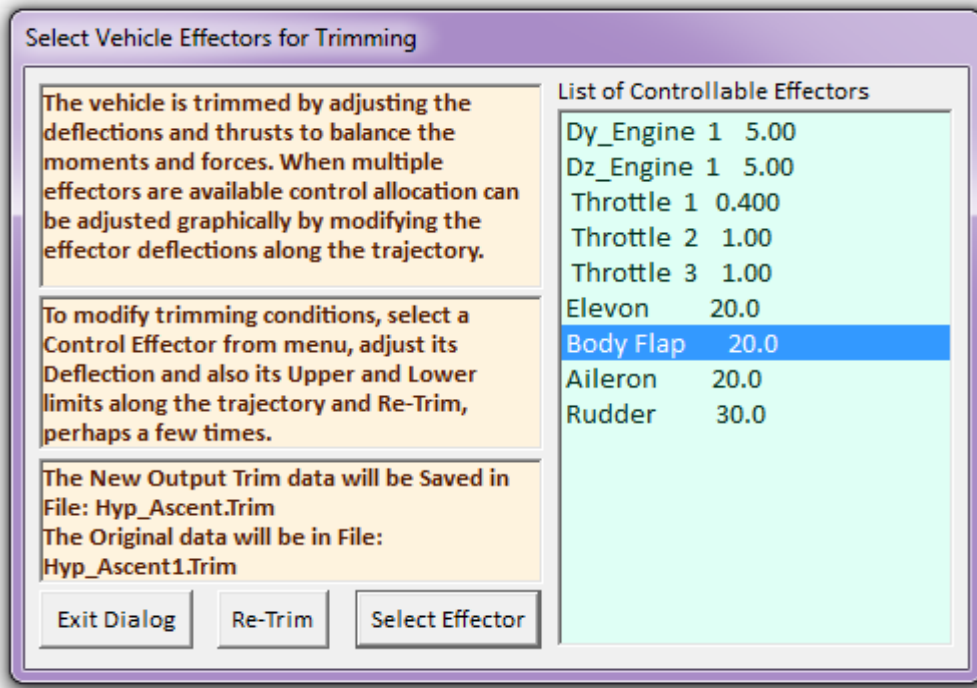 Select Vehicle Effectors for Trimming
The vehicle is trimmed by adjusting the
deflections and thrusts to balance the
moments and forces. When multiple
effectors are available control allocation can
be adjusted graphically by modifying the
effector deflections along the trajectory.
To modify trimming conditions, select a
Control Effector from menu, adjust its
Deflection and also its Upper and Lower
limits along the trajectory and Re-Trim,
perhaps a few times.
The New Output Trim data will be Saved in
File: Hyp_Ascent.Trim
The Original data will be in File:
Hyp_Ascent1.Trim
Exit Dialog Re-Trim Select Effector
List of Controllable Effectors
Dy_Engine 1 5.00
Dz_Engine 1 5.00
Throttle 1 0.400
Throttle 2 1.00
Throttle 3 1.00
Elevon 20.0
Body Flap 20.0
Aileron 20.0
Rudder 30.0